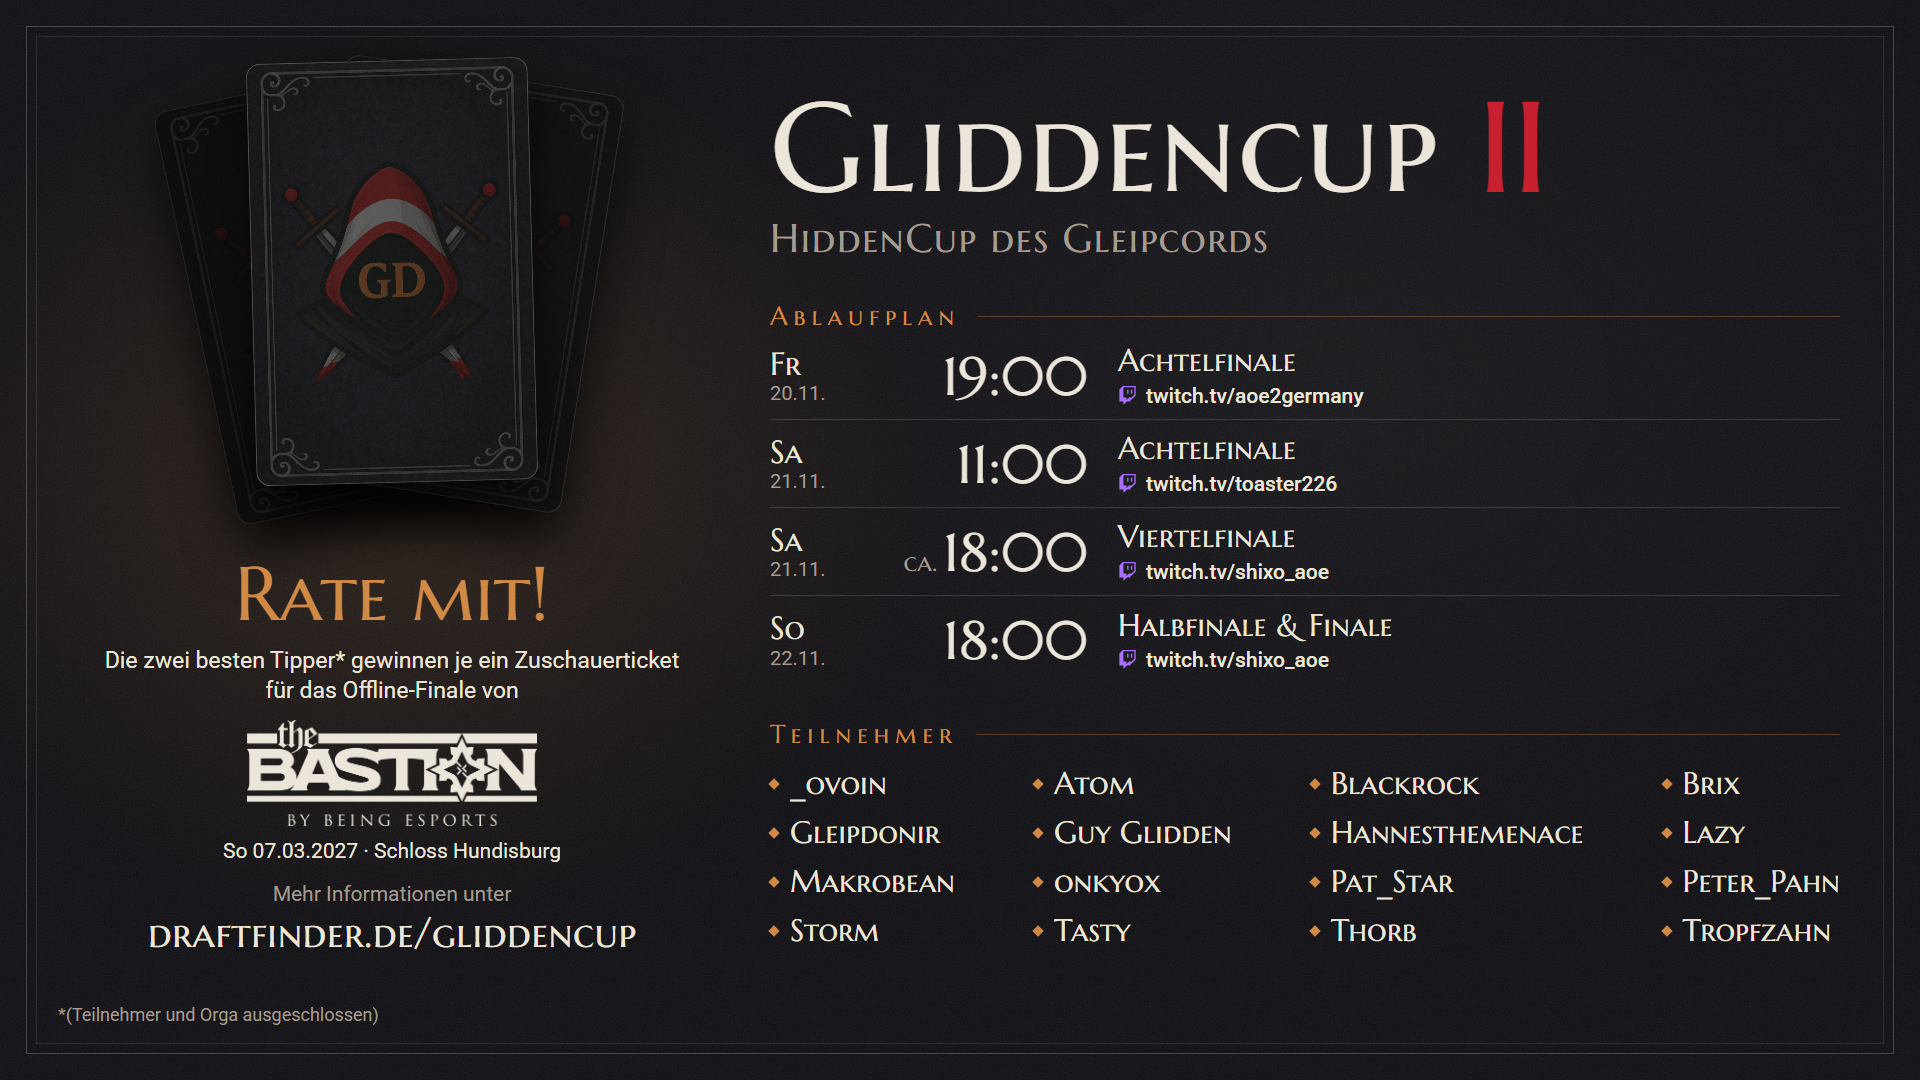 GD
Rate mit!
Die zwei besten Tipper* gewinnen je ein Zuschauerticket
für das Offline-Finale von
the
BASTION
BY BEING ESPORTS
So 07.03.2027 · Schloss Hundisburg
Mehr Informationen unter
draftfinder.de/gliddencup
*(Teilnehmer und Orga ausgeschlossen)
Gliddencup II
HiddenCup des Gleipcords
Ablaufplan
Fr 19:00 Achtelfinale
20.11. twitch.tv/aoe2germany
Sa 11:00 Achtelfinale
21.11. twitch.tv/toaster226
Sa ca. 18:00 Viertelfinale
21.11. twitch.tv/shixo_aoe
So 18:00 Halbfinale & Finale
22.11. twitch.tv/shixo_aoe
Teilnehmer
_ovoin Atom Blackrock Brix
Gleipdonir Guy Glidden Hannesthemenace Lazy
Makrobean onkyox Pat_Star Peter_Pahn
Storm Tasty Thorb Tropfzahn